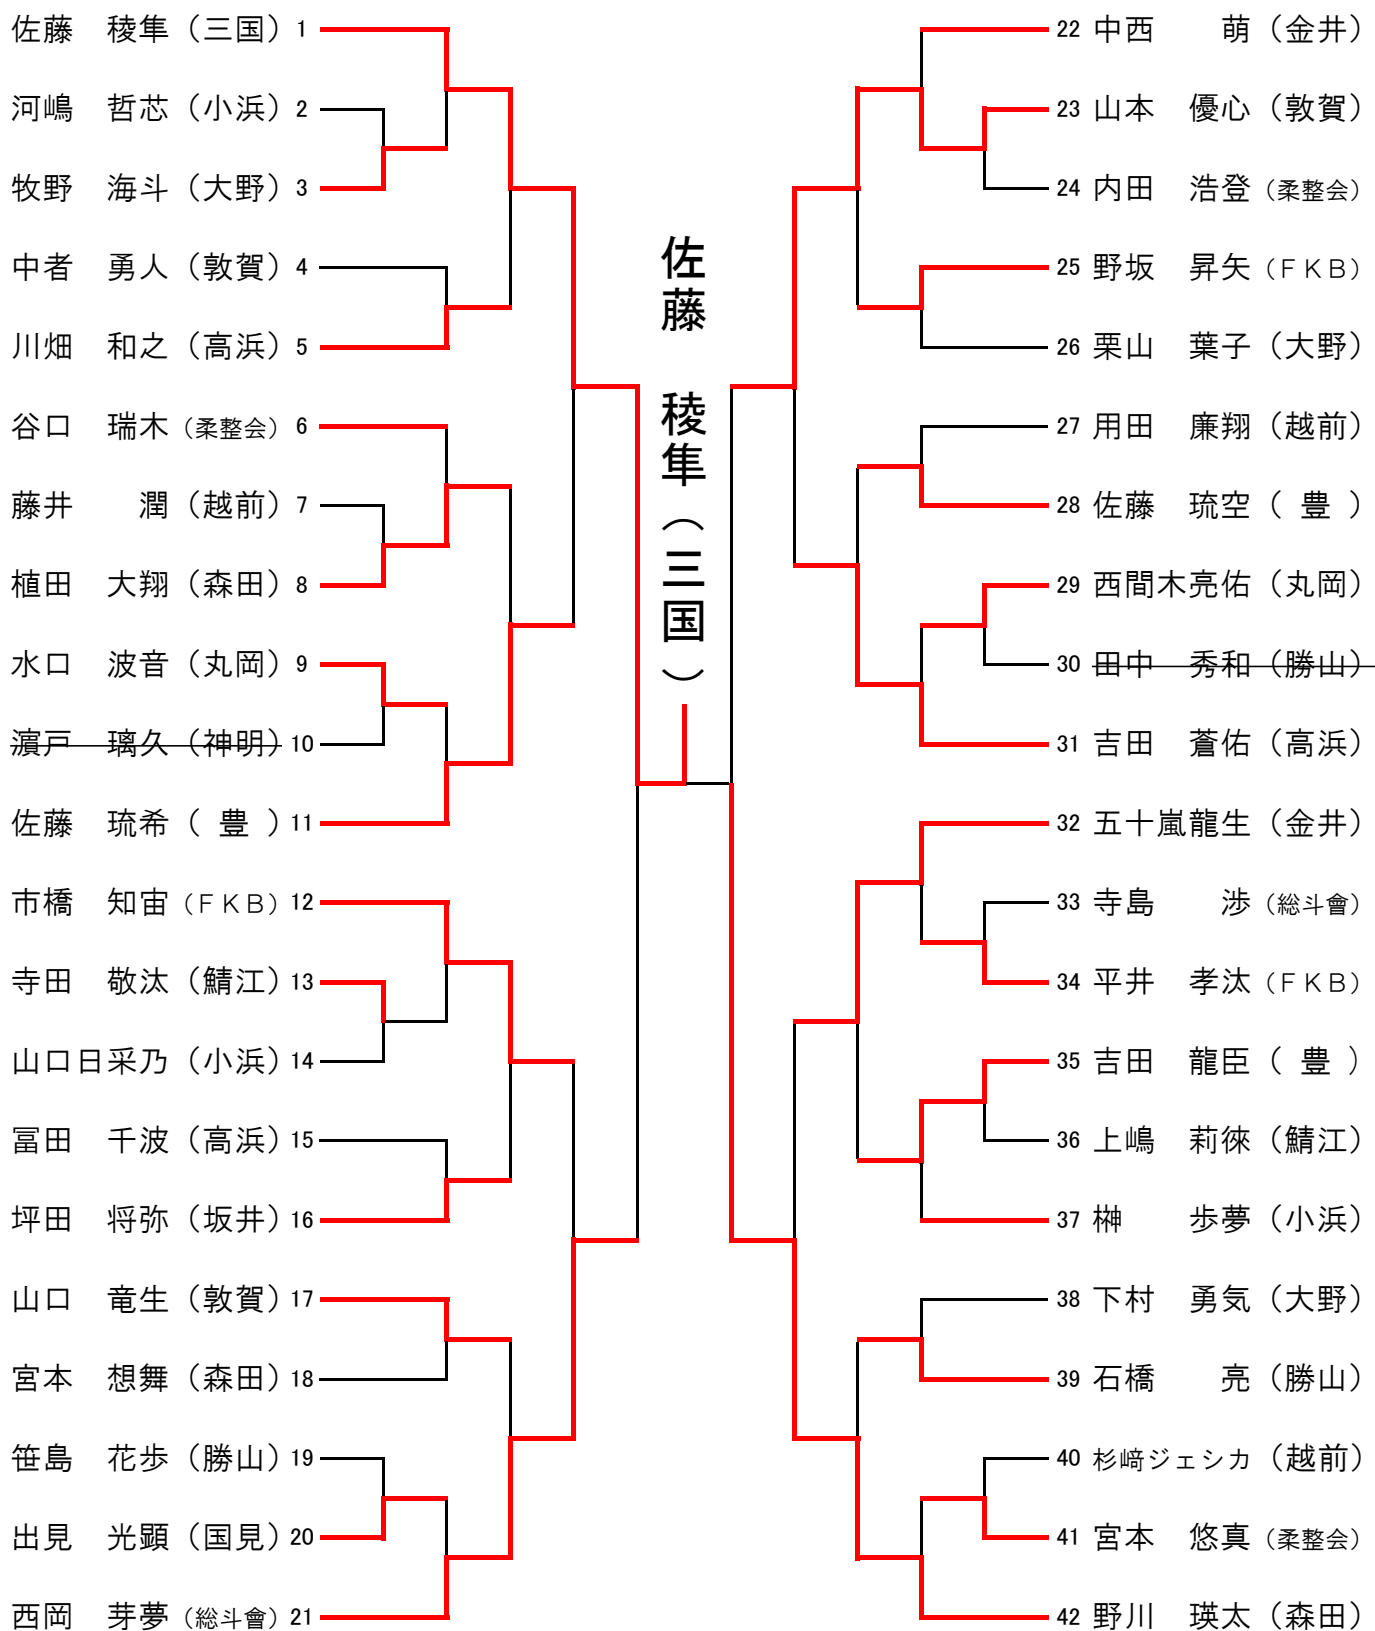 佐藤　稜隼（三国）1
河嶋　哲芯（小浜）2
牧野　海斗（大野）3
中者　勇人（敦賀）4
川畑　和之（高浜）5
谷口　瑞木（柔整会）6
藤井　潤（越前）7
植田　大翔（森田）8
水口　波音（丸岡）9
濵戸　璃久（神明）10
佐藤　琉希（ 豊 ）11
市橋　知宙（ＦＫＢ）12
寺田　敬汰（鯖江）13
山口日采乃（小浜）14
冨田　千波（高浜）15
坪田　将弥（坂井）16
山口　竜生（敦賀）17
宮本　想舞（森田）18
笹島　花歩（勝山）19
出見　光顕（国見）20
西岡　芽夢（総斗會）21
佐藤　稜隼（三国）
22 中西　萌（金井）
23 山本　優心（敦賀）
24 内田　浩登（柔整会）
25 野坂　昇矢（ＦＫＢ）
26 栗山　葉子（大野）
27 用田　廉翔（越前）
28 佐藤　琉空（ 豊 ）
29 西間木亮佑（丸岡）
30 田中　秀和（勝山）
31 吉田　蒼佑（高浜）
32 五十嵐龍生（金井）
33 寺島　渉（総斗會）
34 平井　孝汰（ＦＫＢ）
35 吉田　龍臣（ 豊 ）
36 上嶋　莉徠（鯖江）
37 榊　歩夢（小浜）
38 下村　勇気（大野）
39 石橋　亮（勝山）
40 杉﨑ジェシカ（越前）
41 宮本　悠真（柔整会）
42 野川　瑛太（森田）